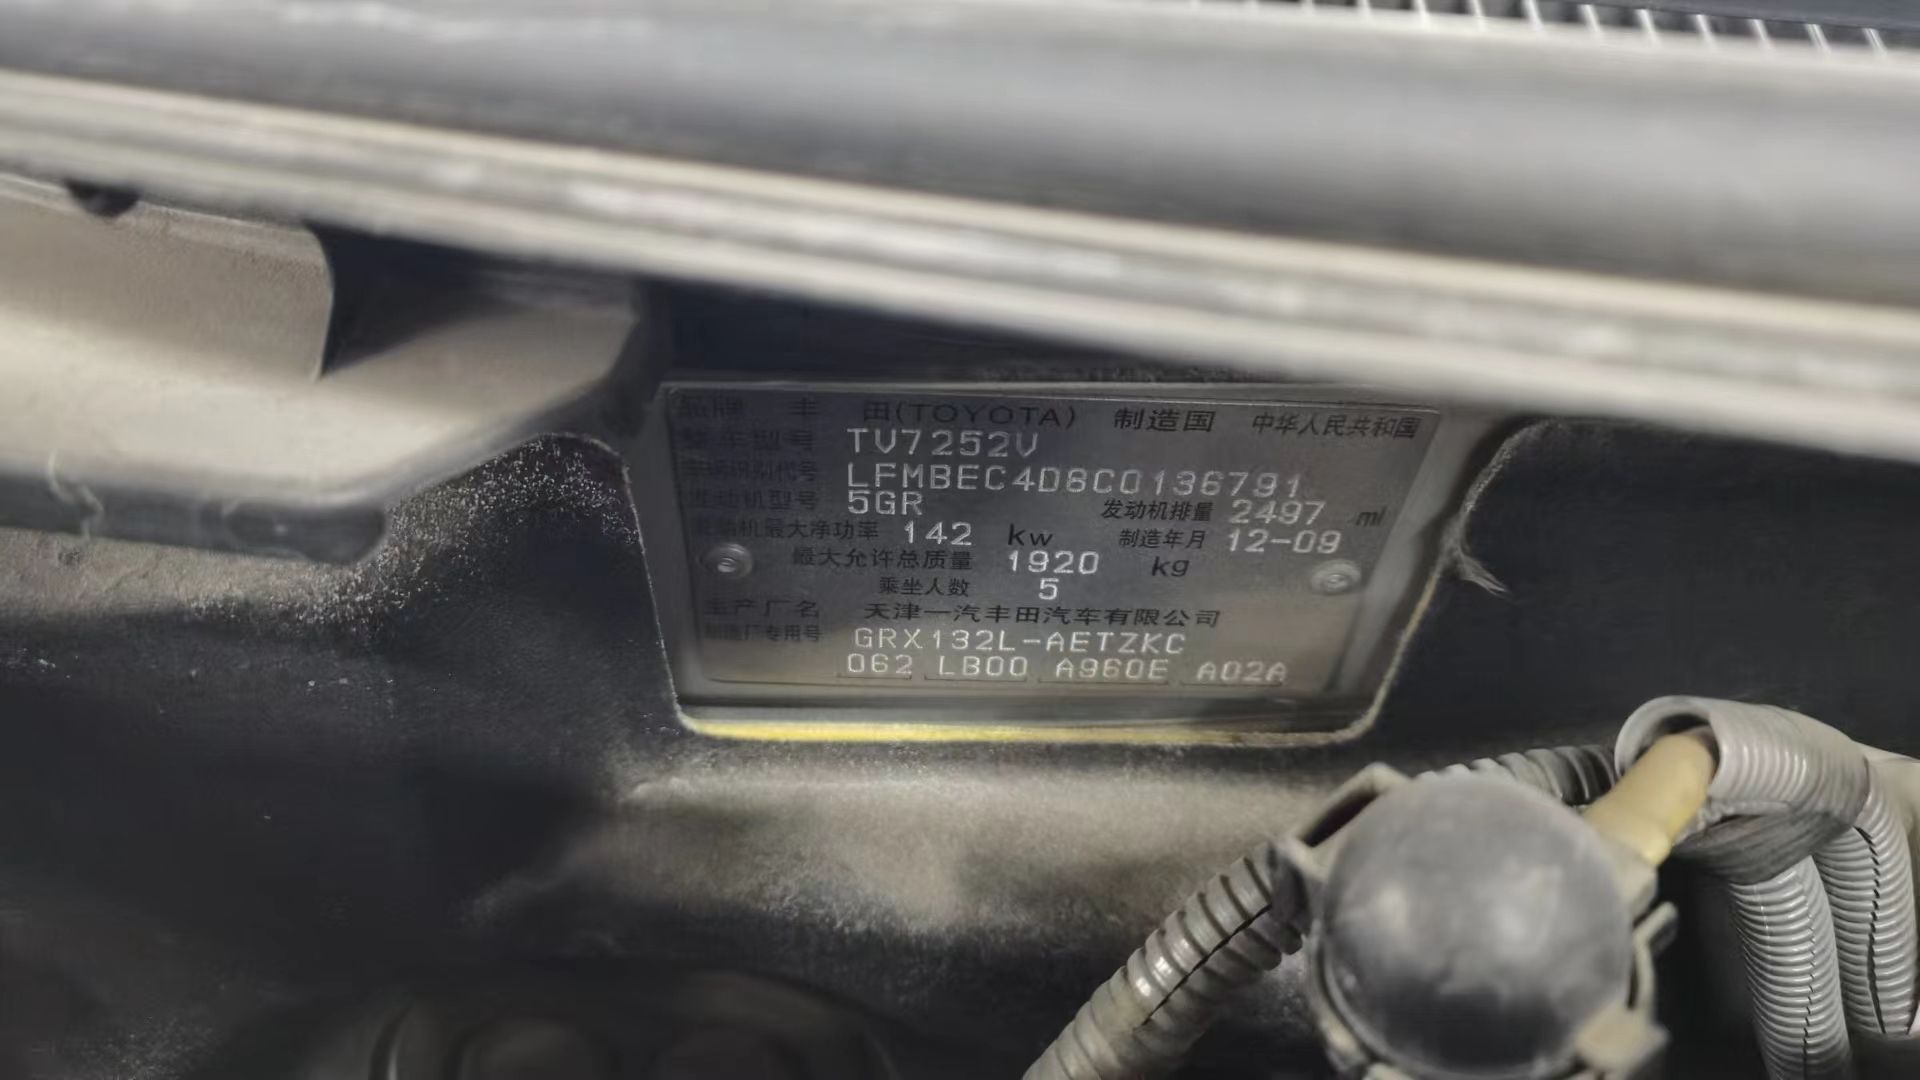 品牌 丰田(TOYOTA) 制造国 中华人民共和国
整车型号 TV7252V
车辆识别代号 LFMBEC4D8C0136791
发动机型号 5GR 发动机排量 2497 ml
发动机最大净功率 142 kw 制造年月 12-09
最大允许总质量 1920 kg
乘坐人数 5
生产厂名 天津一汽丰田汽车有限公司
制造厂专用号 GRX132L-AETZKC
062 LB00 A960E A02A